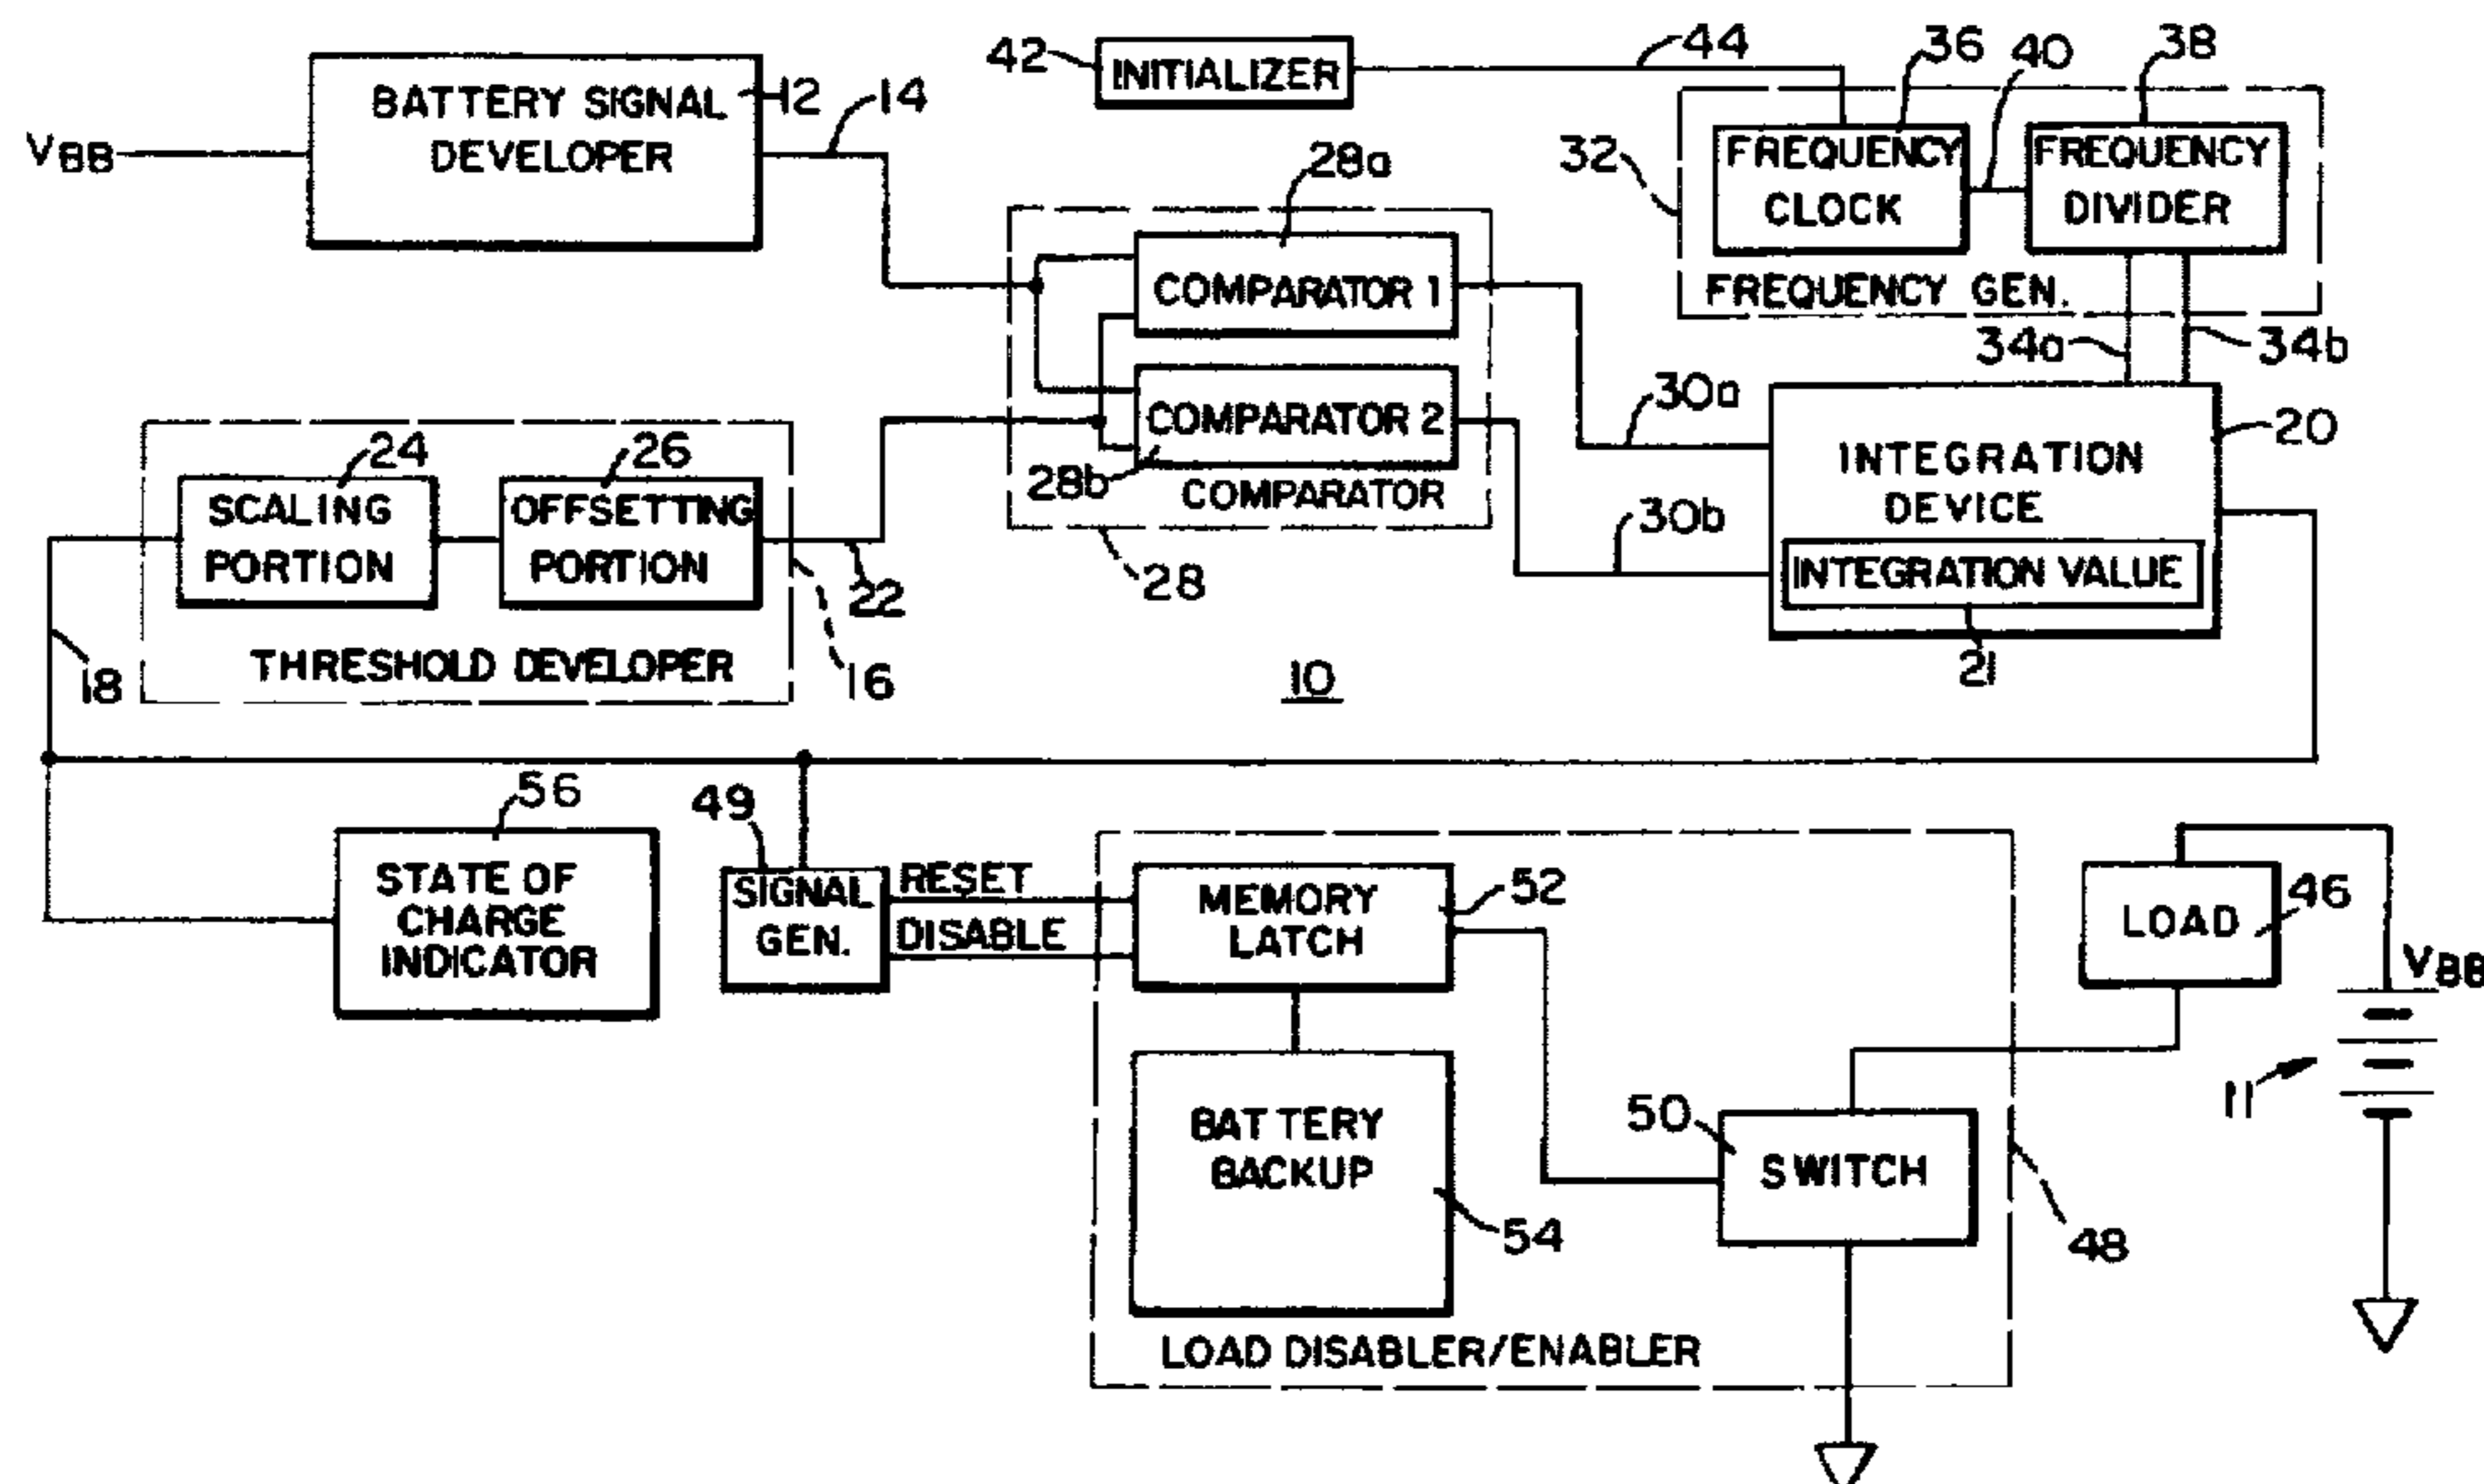 42
INITIALIZER
44
36
40
38
BATTERY SIGNAL
DEVELOPER
12
14
VBB
28a
32
FREQUENCY
CLOCK
FREQUENCY
DIVIDER
FREQUENCY GEN.
COMPARATOR 1
34a
34b
COMPARATOR 2
28b
COMPARATOR
28
30a
30b
20
INTEGRATION
DEVICE
INTEGRATION VALUE
21
24
26
SCALING
PORTION
OFFSETTING
PORTION
22
THRESHOLD DEVELOPER
18
16
10
56
STATE OF
CHARGE
INDICATOR
49
SIGNAL
GEN.
RESET
DISABLE
MEMORY
LATCH
52
LOAD
46
VBB
11
BATTERY
BACKUP
54
50
SWITCH
48
LOAD DISABLER/ENABLER